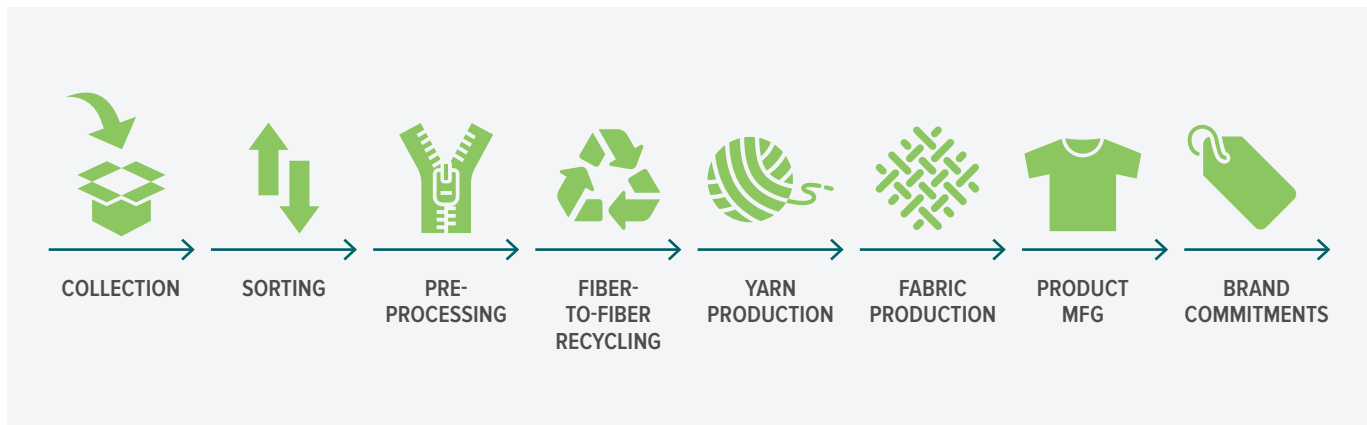 COLLECTION
SORTING
PRE-
PROCESSING
FIBER-
TO-FIBER
RECYCLING
YARN
PRODUCTION
FABRIC
PRODUCTION
PRODUCT
MFG
BRAND
COMMITMENTS